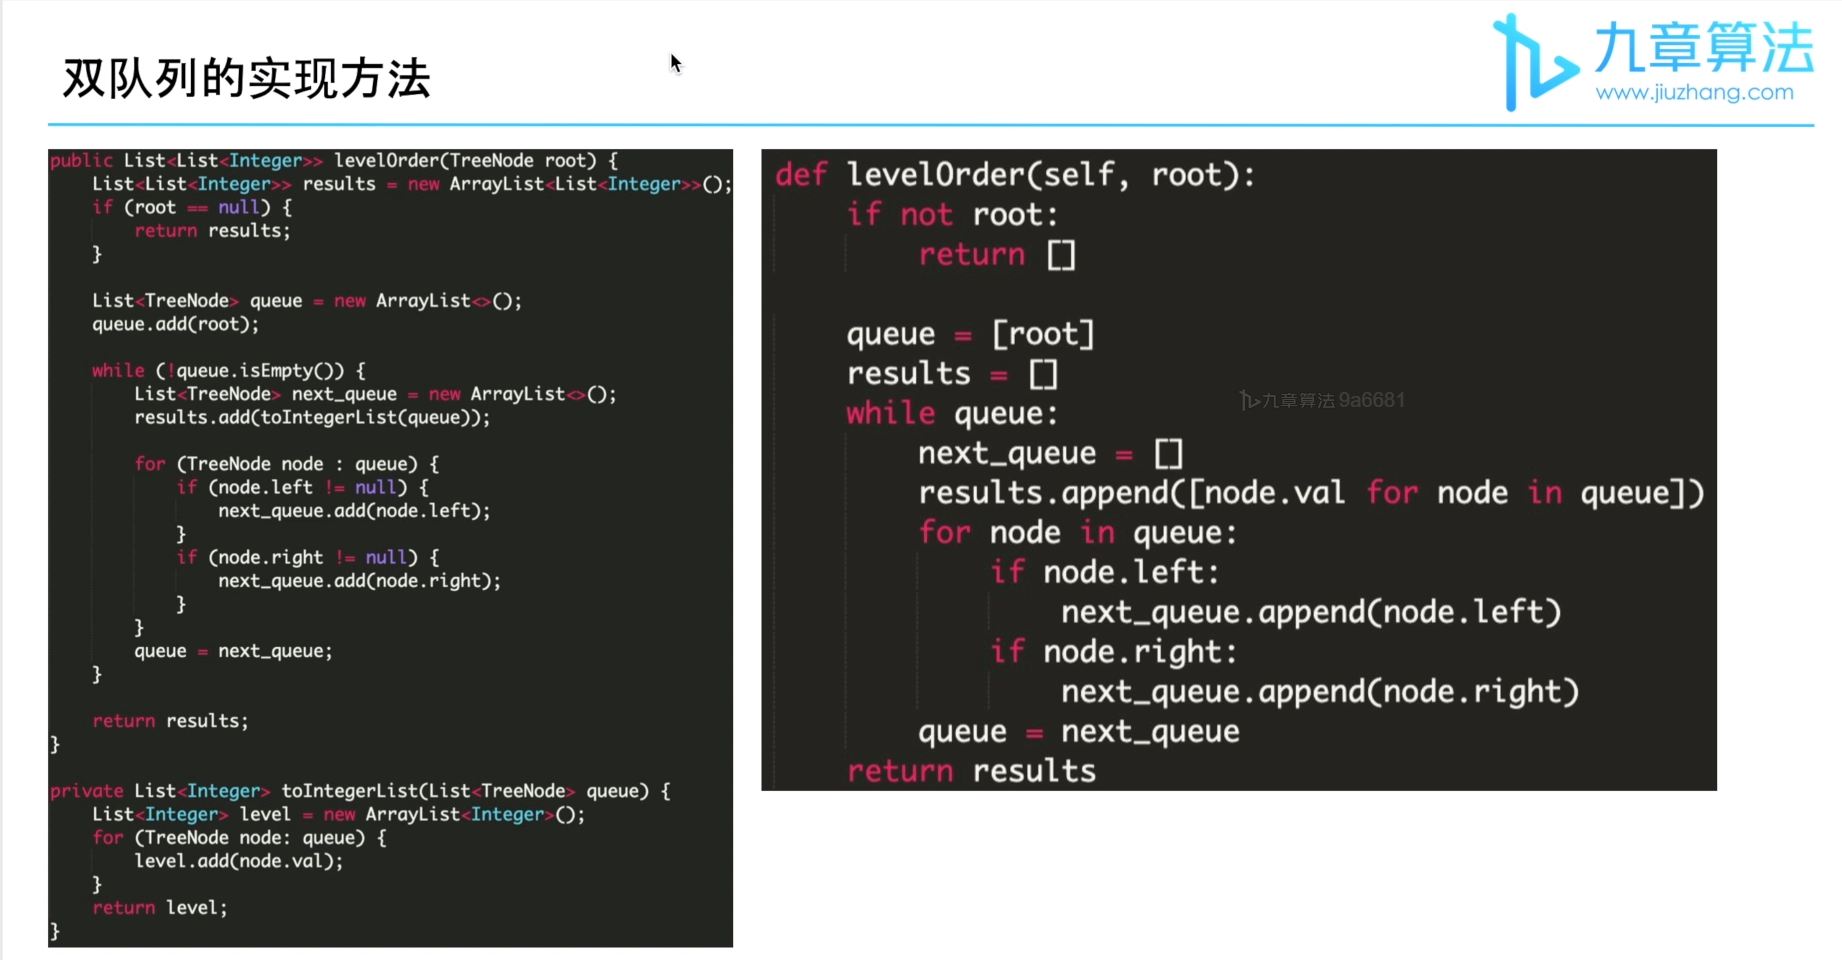 双队列的实现方法
九章算法
www.jiuzhang.com
public List<List<Integer>> levelOrder(TreeNode root) {
    List<List<Integer>> results = new ArrayList<List<Integer>>();
    if (root == null) {
        return results;
    }
    List<TreeNode> queue = new ArrayList<>();
    queue.add(root);
    while (!queue.isEmpty()) {
        List<TreeNode> next_queue = new ArrayList<>();
        results.add(toIntegerList(queue));
        for (TreeNode node : queue) {
            if (node.left != null) {
                next_queue.add(node.left);
            }
            if (node.right != null) {
                next_queue.add(node.right);
            }
        }
        queue = next_queue;
    }
    return results;
}
private List<Integer> toIntegerList(List<TreeNode> queue) {
    List<Integer> level = new ArrayList<Integer>();
    for (TreeNode node: queue) {
        level.add(node.val);
    }
    return level;
}
def levelOrder(self, root):
    if not root:
        return []
    queue = [root]
    results = []
    while queue:
        next_queue = []
        results.append([node.val for node in queue])
        for node in queue:
            if node.left:
                next_queue.append(node.left)
            if node.right:
                next_queue.append(node.right)
        queue = next_queue
    return results
九章算法 9a6681